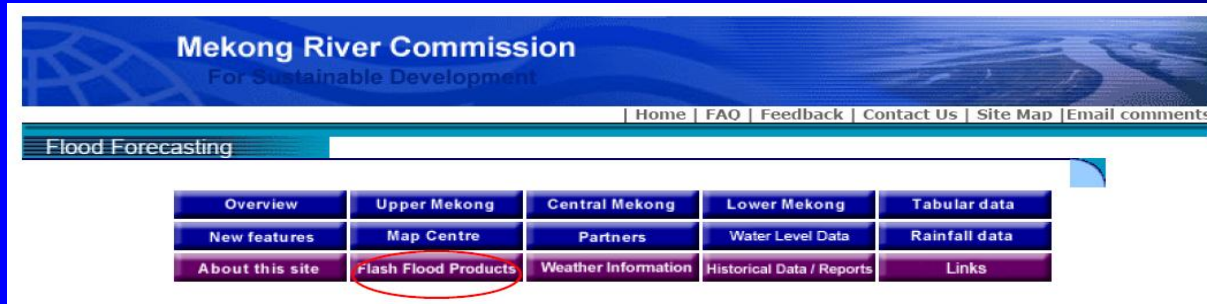 Mekong River Commission
For Sustainable Development
| Home | FAQ | Feedback | Contact Us | Site Map |Email comments
Flood Forecasting
Overview Upper Mekong Central Mekong Lower Mekong Tabular data
New features Map Centre Partners Water Level Data Rainfall data
About this site Flash Flood Products Weather Information Historical Data / Reports Links